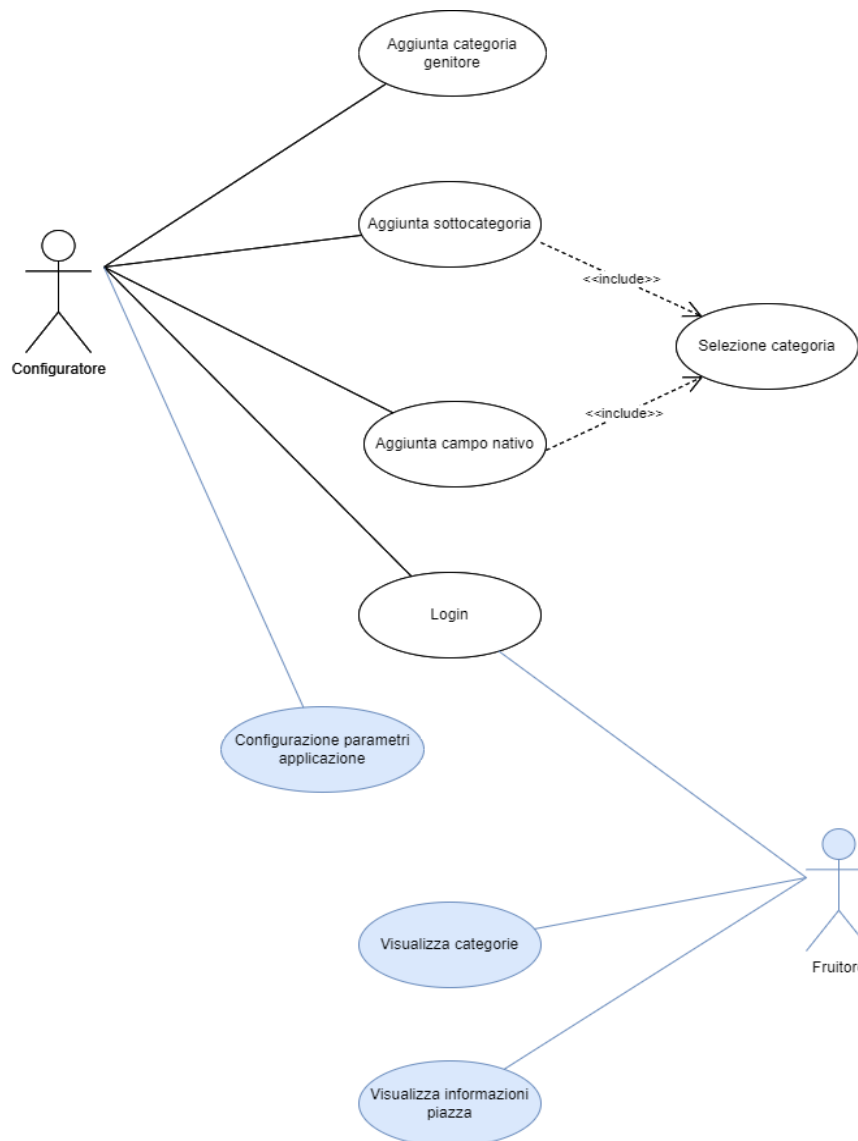 Aggiunta categoria
genitore
Aggiunta sottocategoria
<<include>>
Selezione categoria
Configuratore
<<include>>
Aggiunta campo nativo
Login
Configurazione parametri
applicazione
Visualizza categorie
Fruitor
Visualizza informazioni
piazza